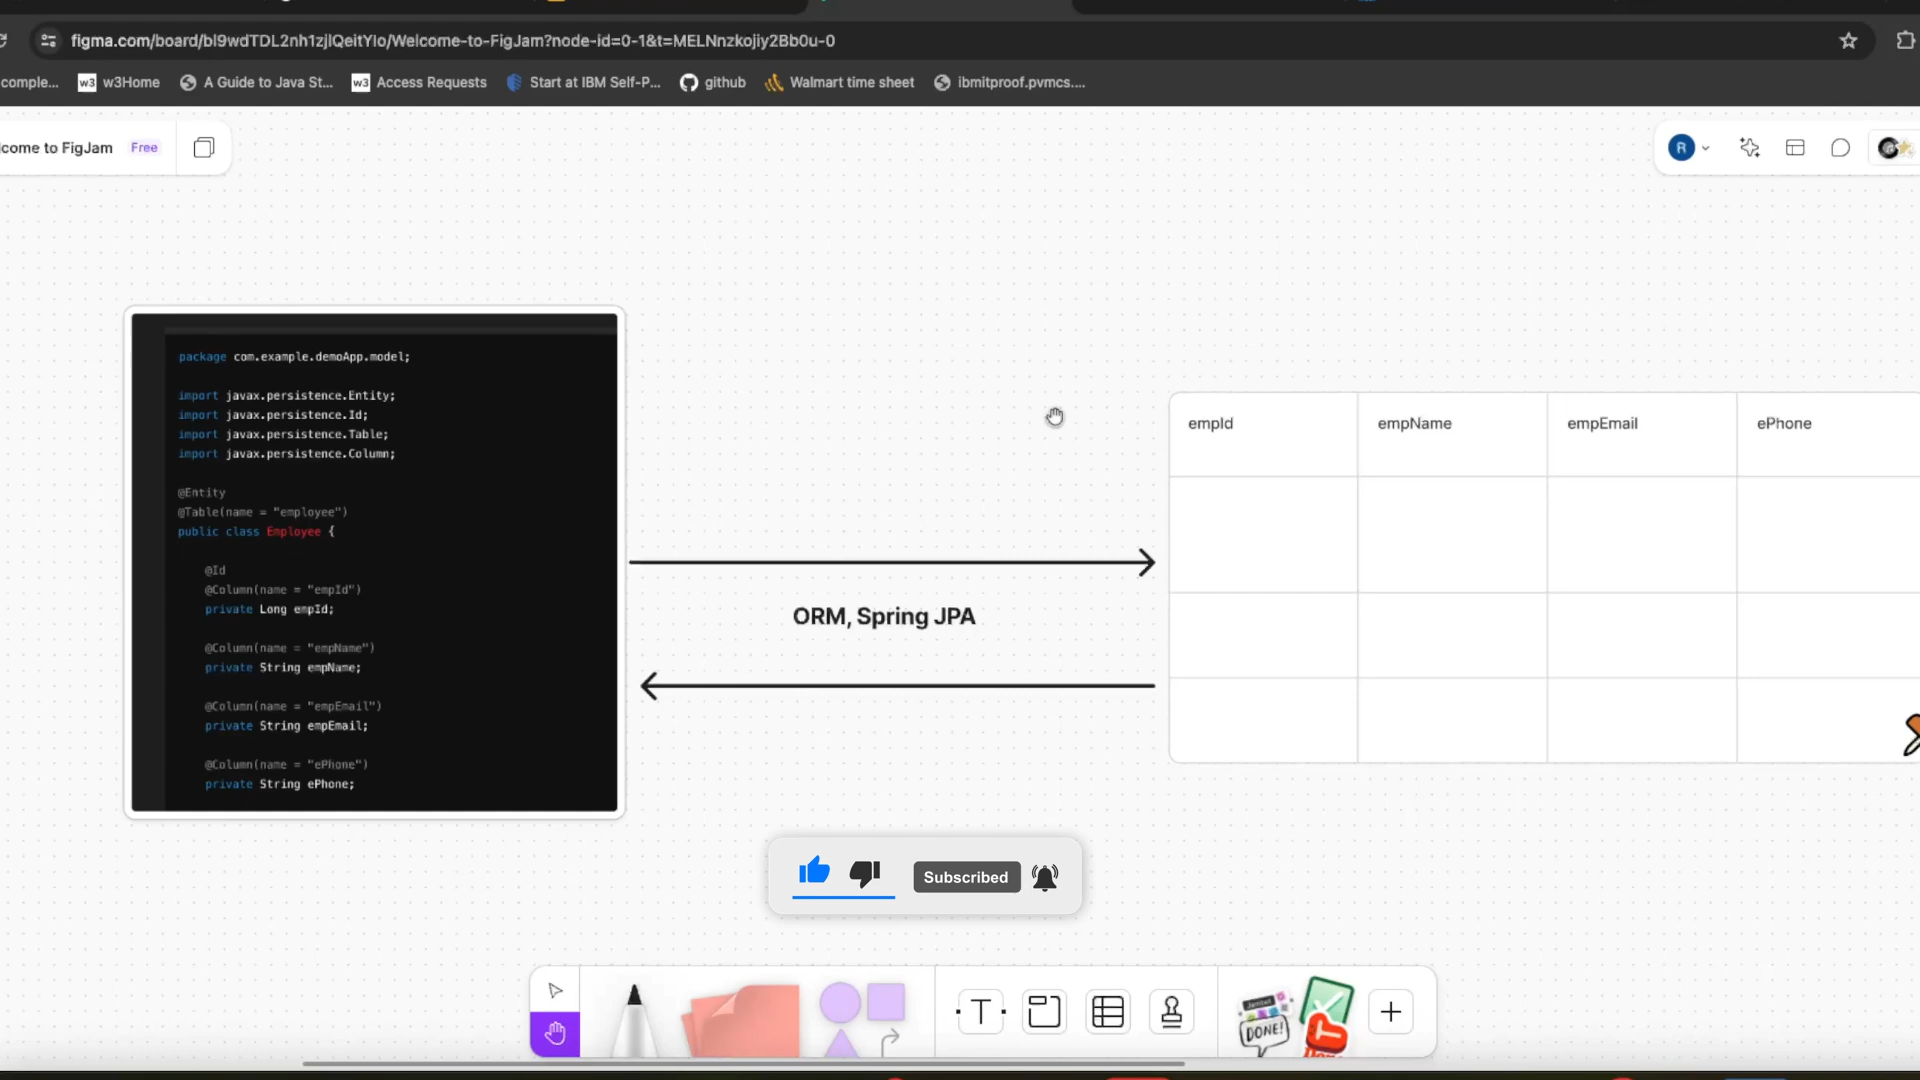 figma.com/board/bl9wdTDL2nh1zjlQeitYlo/Welcome-to-FigJam?node-id=0-1&t=MELNnzkojiy2Bb0u-0
comple... w3 w3Home A Guide to Java St... w3 Access Requests Start at IBM Self-P... github Walmart time sheet ibmitproof.pvmcs....
come to FigJam Free
R
package com.example.demoApp.model;
import javax.persistence.Entity;
import javax.persistence.Id;
import javax.persistence.Table;
import javax.persistence.Column;
@Entity
@Table(name = "employee")
public class Employee {
@Id
@Column(name = "empId")
private Long empId;
@Column(name = "empName")
private String empName;
@Column(name = "empEmail")
private String empEmail;
@Column(name = "ePhone")
private String ePhone;
ORM, Spring JPA
empId empName empEmail ePhone
Subscribed
T
DONE!